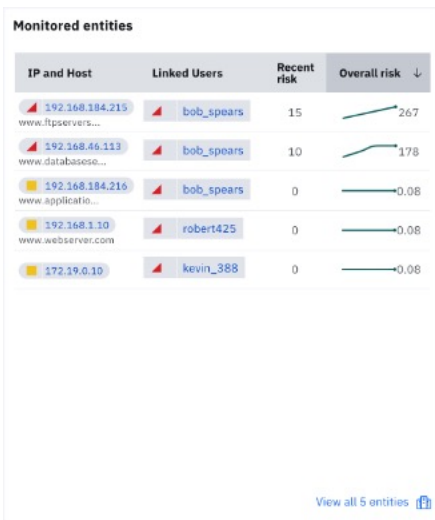 Monitored entities
IP and Host Linked Users Recent risk Overall risk ↓
192.168.184.215 bob_spears 15 267
www.ftpservers...
192.168.46.113 bob_spears 10 178
www.databasese...
192.168.184.216 bob_spears 0 0.08
www.applicatio...
192.168.1.10 robert425 0 0.08
www.webserver.com
172.19.0.10 kevin_388 0 0.08
View all 5 entities